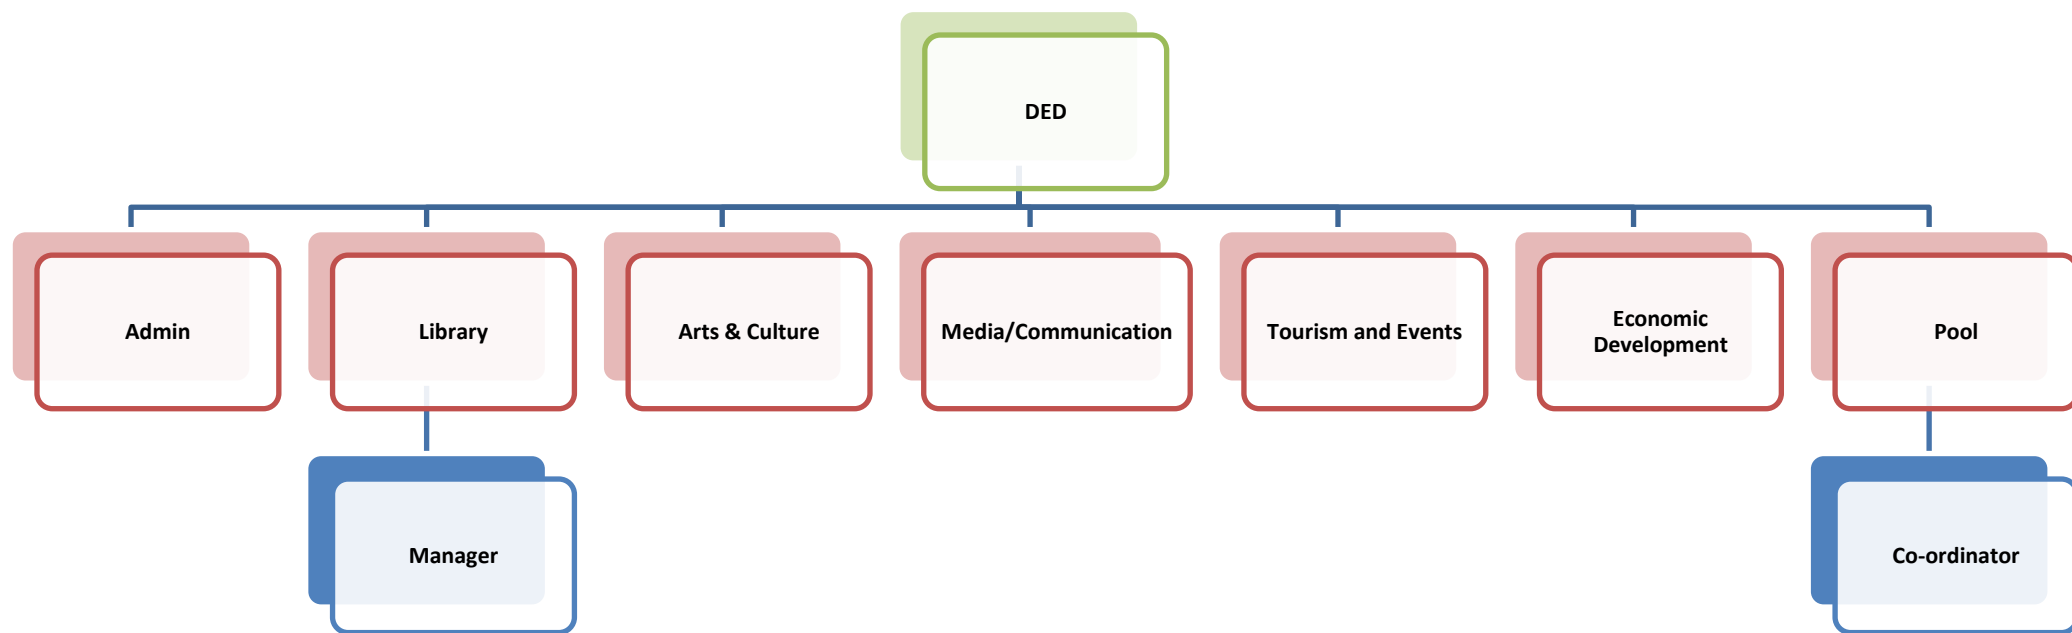 DED
Admin
Library
Arts & Culture
Media/Communication
Tourism and Events
Economic
Development
Pool
Manager
Co-ordinator